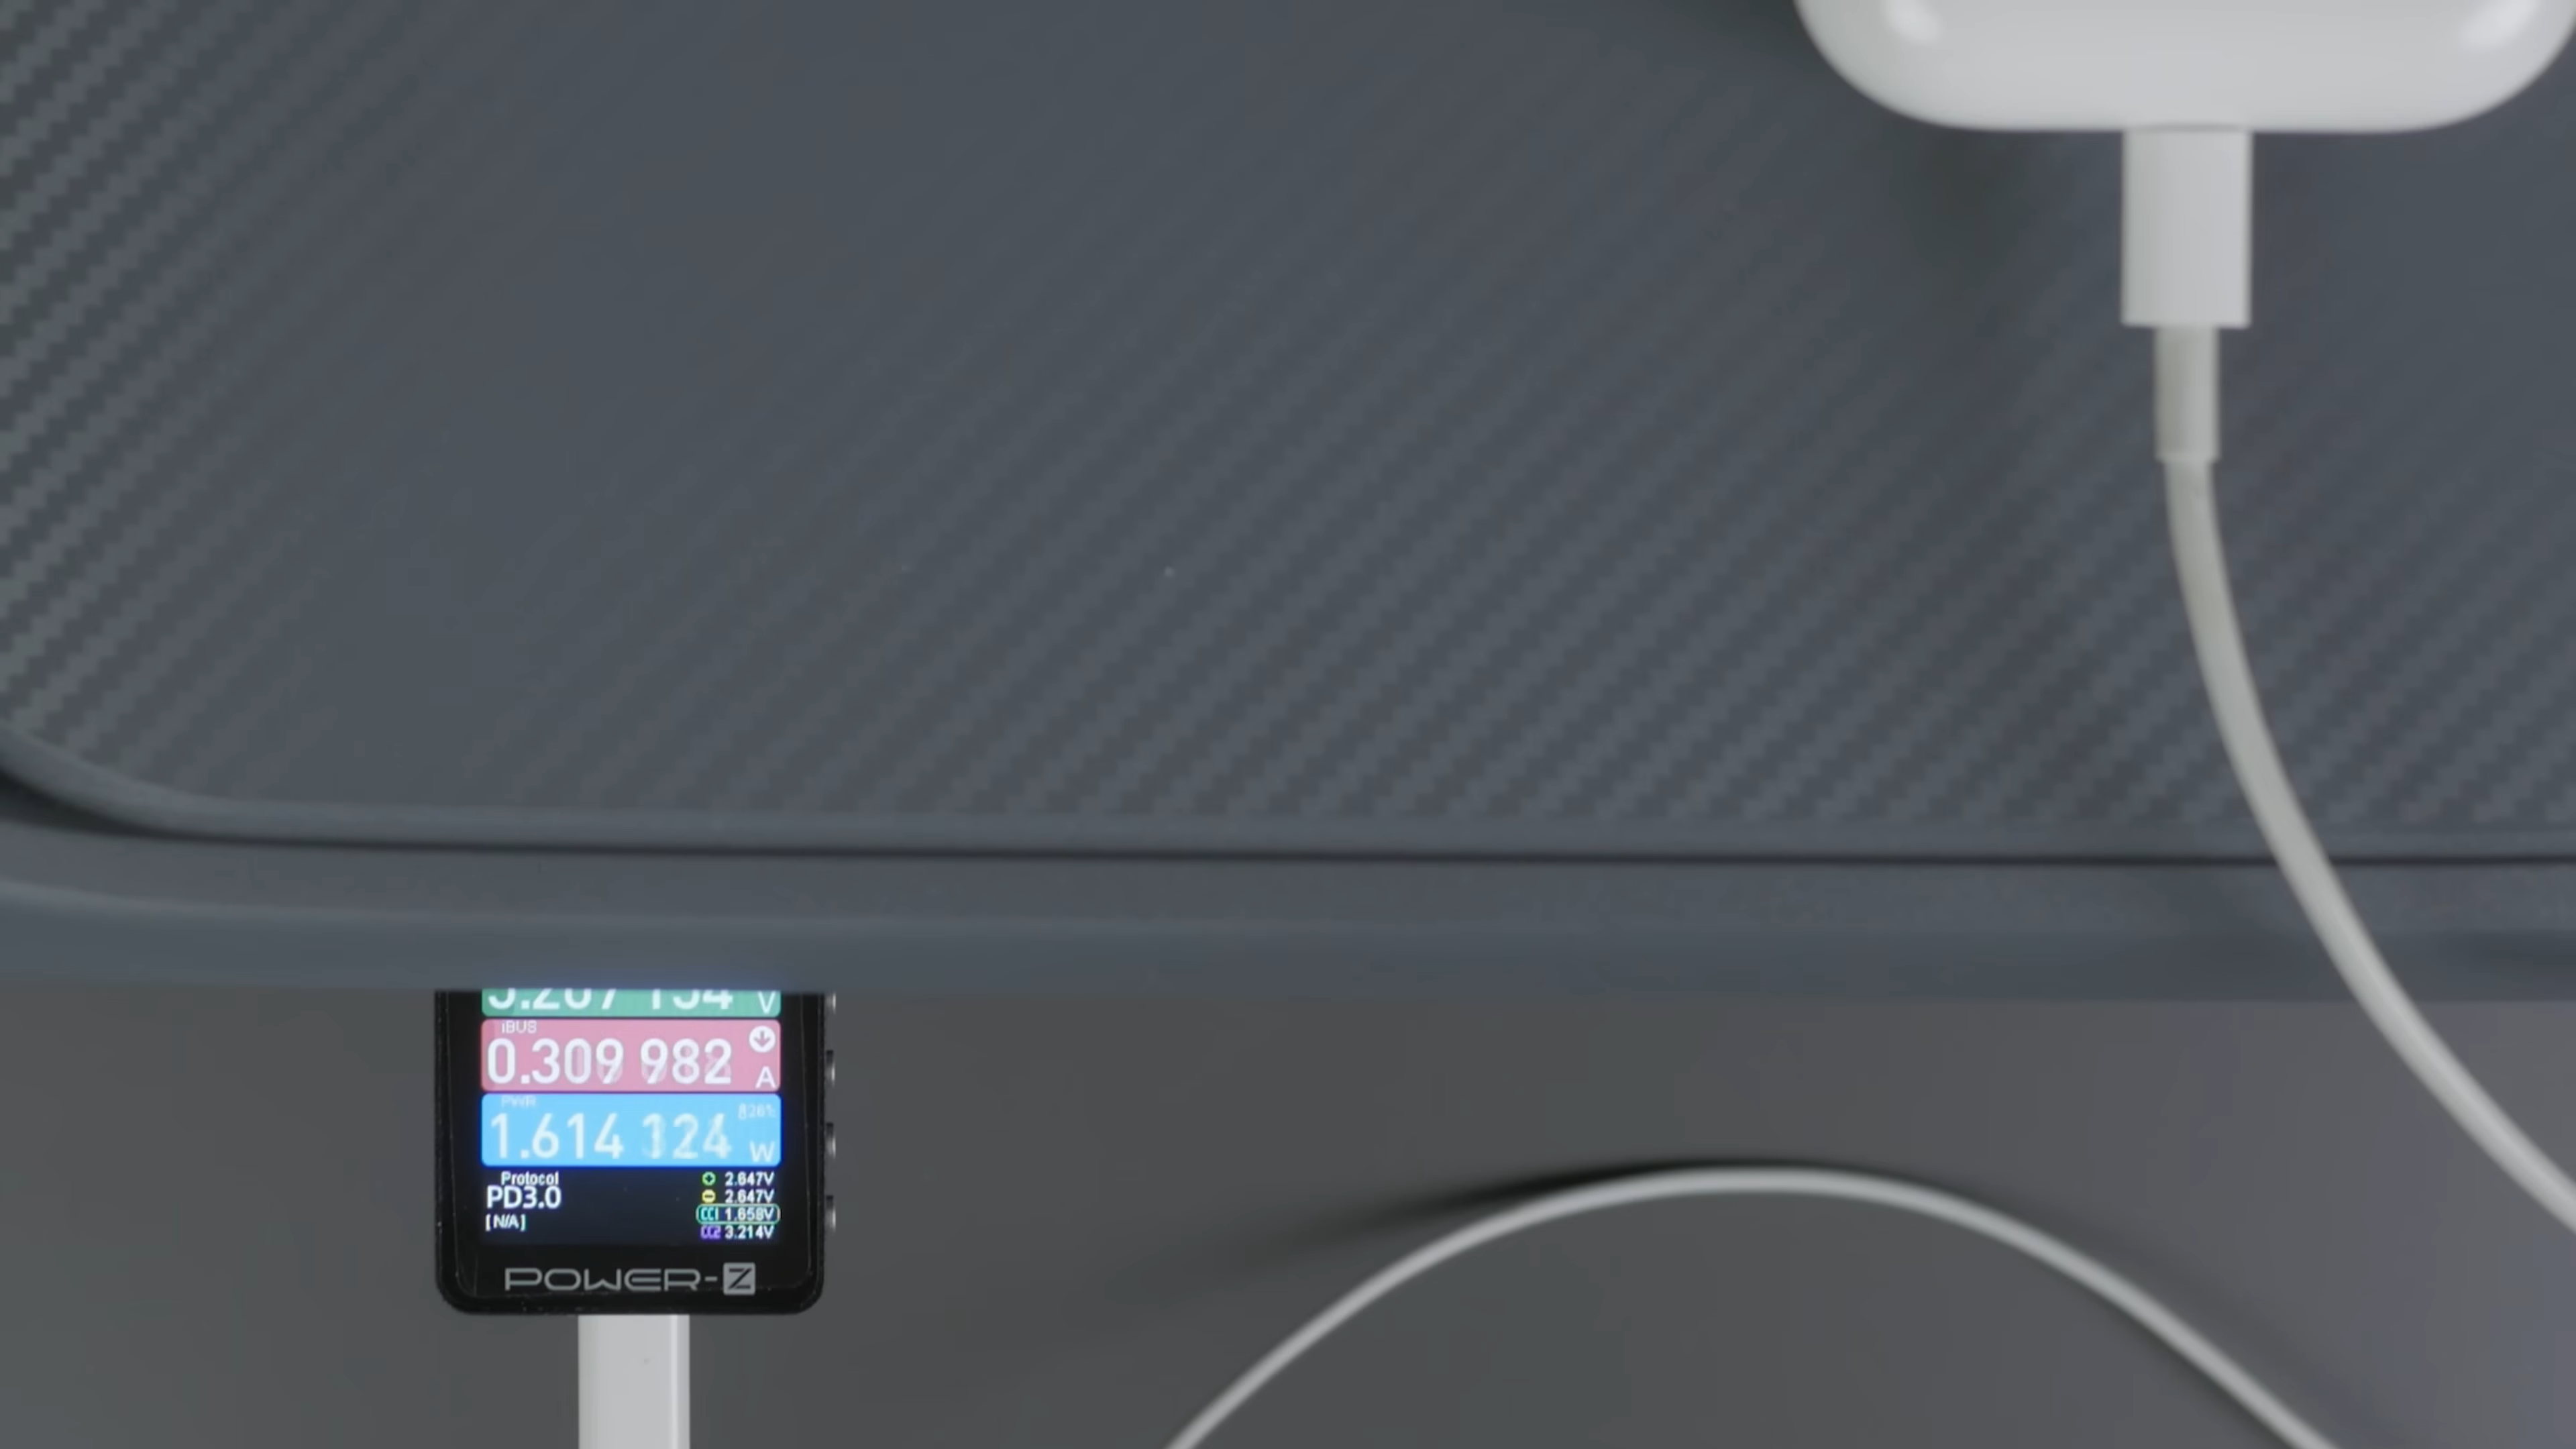 V
iBUS
0.309 982 A
PWR
1.614 124 W
Protocol
PD3.0
[N/A]
2.647V
2.647V
CC1 1.658V
CC2 3.214V
POWER-Z